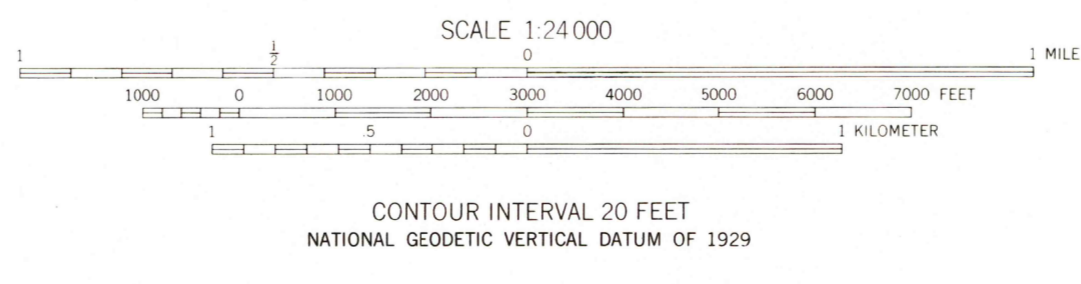 SCALE 1:24 000
1 ½ 0 1 MILE
1000 0 1000 2000 3000 4000 5000 6000 7000 FEET
1 .5 0 1 KILOMETER
CONTOUR INTERVAL 20 FEET
NATIONAL GEODETIC VERTICAL DATUM OF 1929